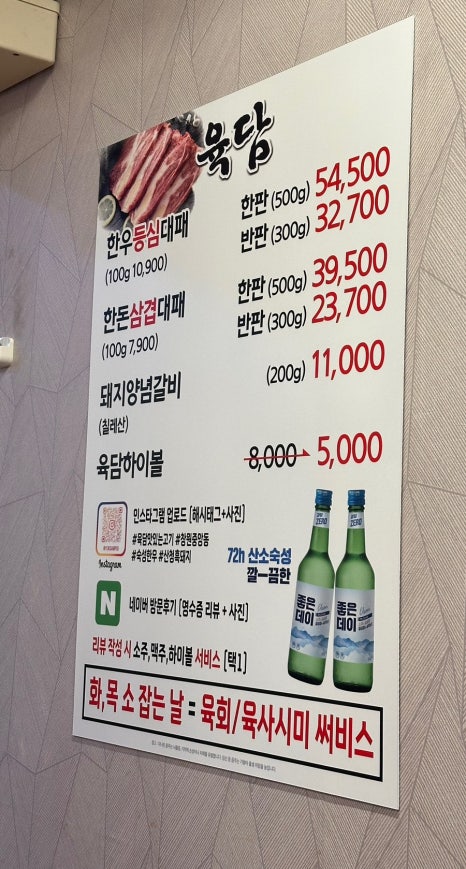 육담
한우등심대패
(100g 10,900)
한판 (500g) 54,500
반판 (300g) 32,700
한돈삼겹대패
(100g 7,900)
한판 (500g) 39,500
반판 (300g) 23,700
돼지양념갈비
(칠레산)
(200g) 11,000
육담하이볼
8,000 5,000
인스타그램 업로드 [해시태그+사진]
#육담맛있는고기 #창원중앙동
#숙성한우 #산청흑돼지
Instagram
72h 산소숙성
깔-끔한
좋은
데이
좋은
데이
N
네이버 방문후기 [영수증 리뷰 + 사진]
리뷰 작성 시 소주,맥주,하이볼 서비스 [택1]
화,목 소 잡는 날 = 육회/육사시미 써비스